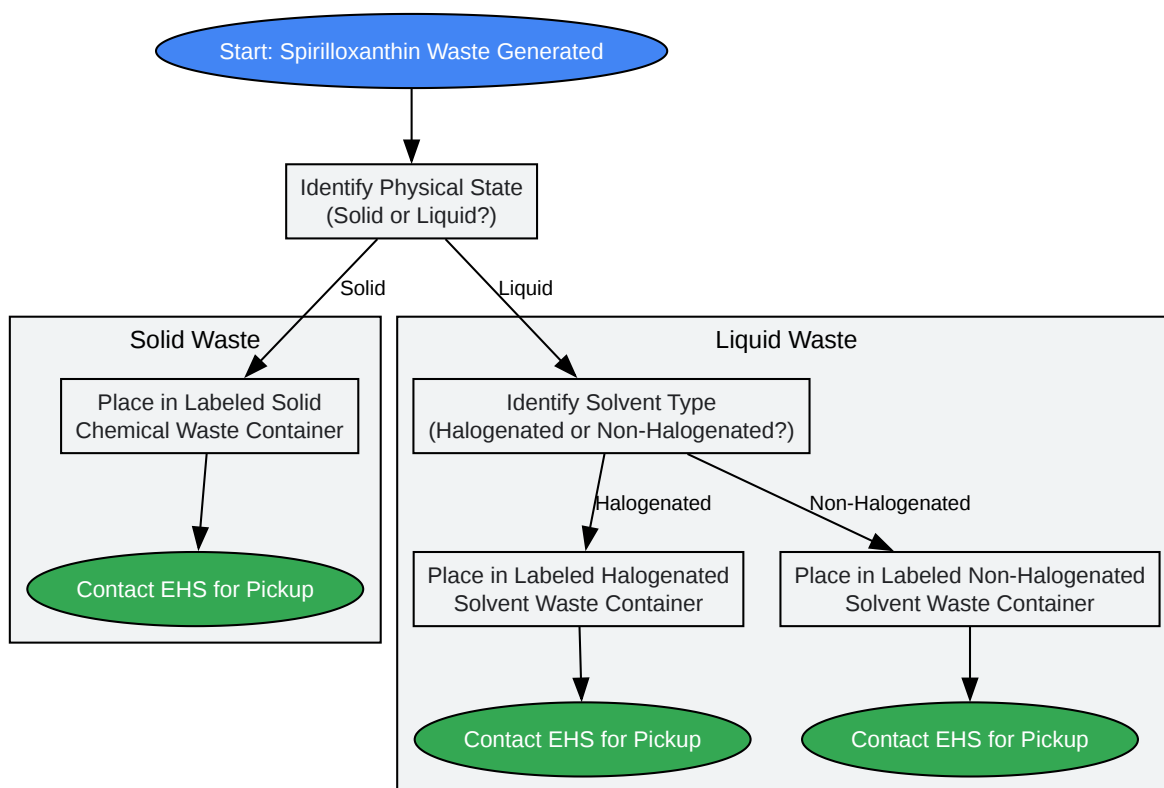 Start: Spirilloxanthin Waste Generated
Identify Physical State
(Solid or Liquid?)
Solid
Liquid
Solid Waste
Place in Labeled Solid
Chemical Waste Container
Contact EHS for Pickup
Liquid Waste
Identify Solvent Type
(Halogenated or Non-Halogenated?)
Halogenated
Non-Halogenated
Place in Labeled Halogenated
Solvent Waste Container
Place in Labeled Non-Halogenated
Solvent Waste Container
Contact EHS for Pickup
Contact EHS for Pickup